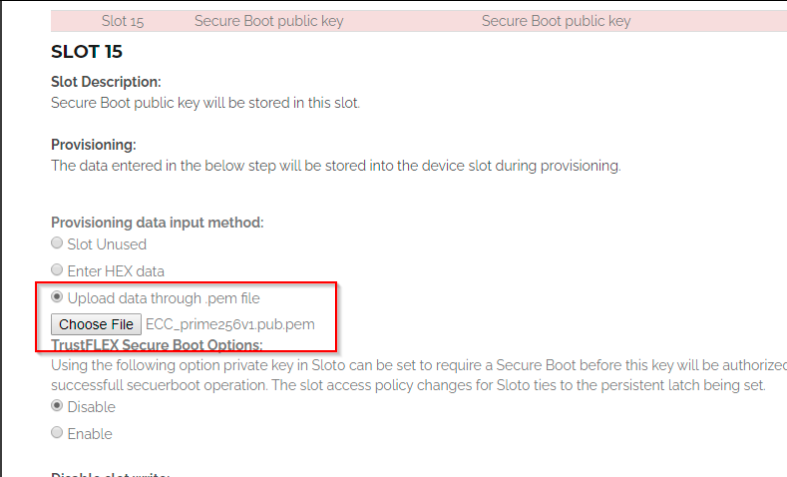 Slot 15 Secure Boot public key Secure Boot public key
SLOT 15
Slot Description:
Secure Boot public key will be stored in this slot.
Provisioning:
The data entered in the below step will be stored into the device slot during provisioning.
Provisioning data input method:
Slot Unused
Enter HEX data
Upload data through .pem file
Choose File ECC_prime256v1.pub.pem
TrustFLEX Secure Boot Options:
Using the following option private key in Slot0 can be set to require a Secure Boot before this key will be authorized
successfull secuerboot operation. The slot access policy changes for Slot0 ties to the persistent latch being set.
Disable
Enable
Disable slot write: